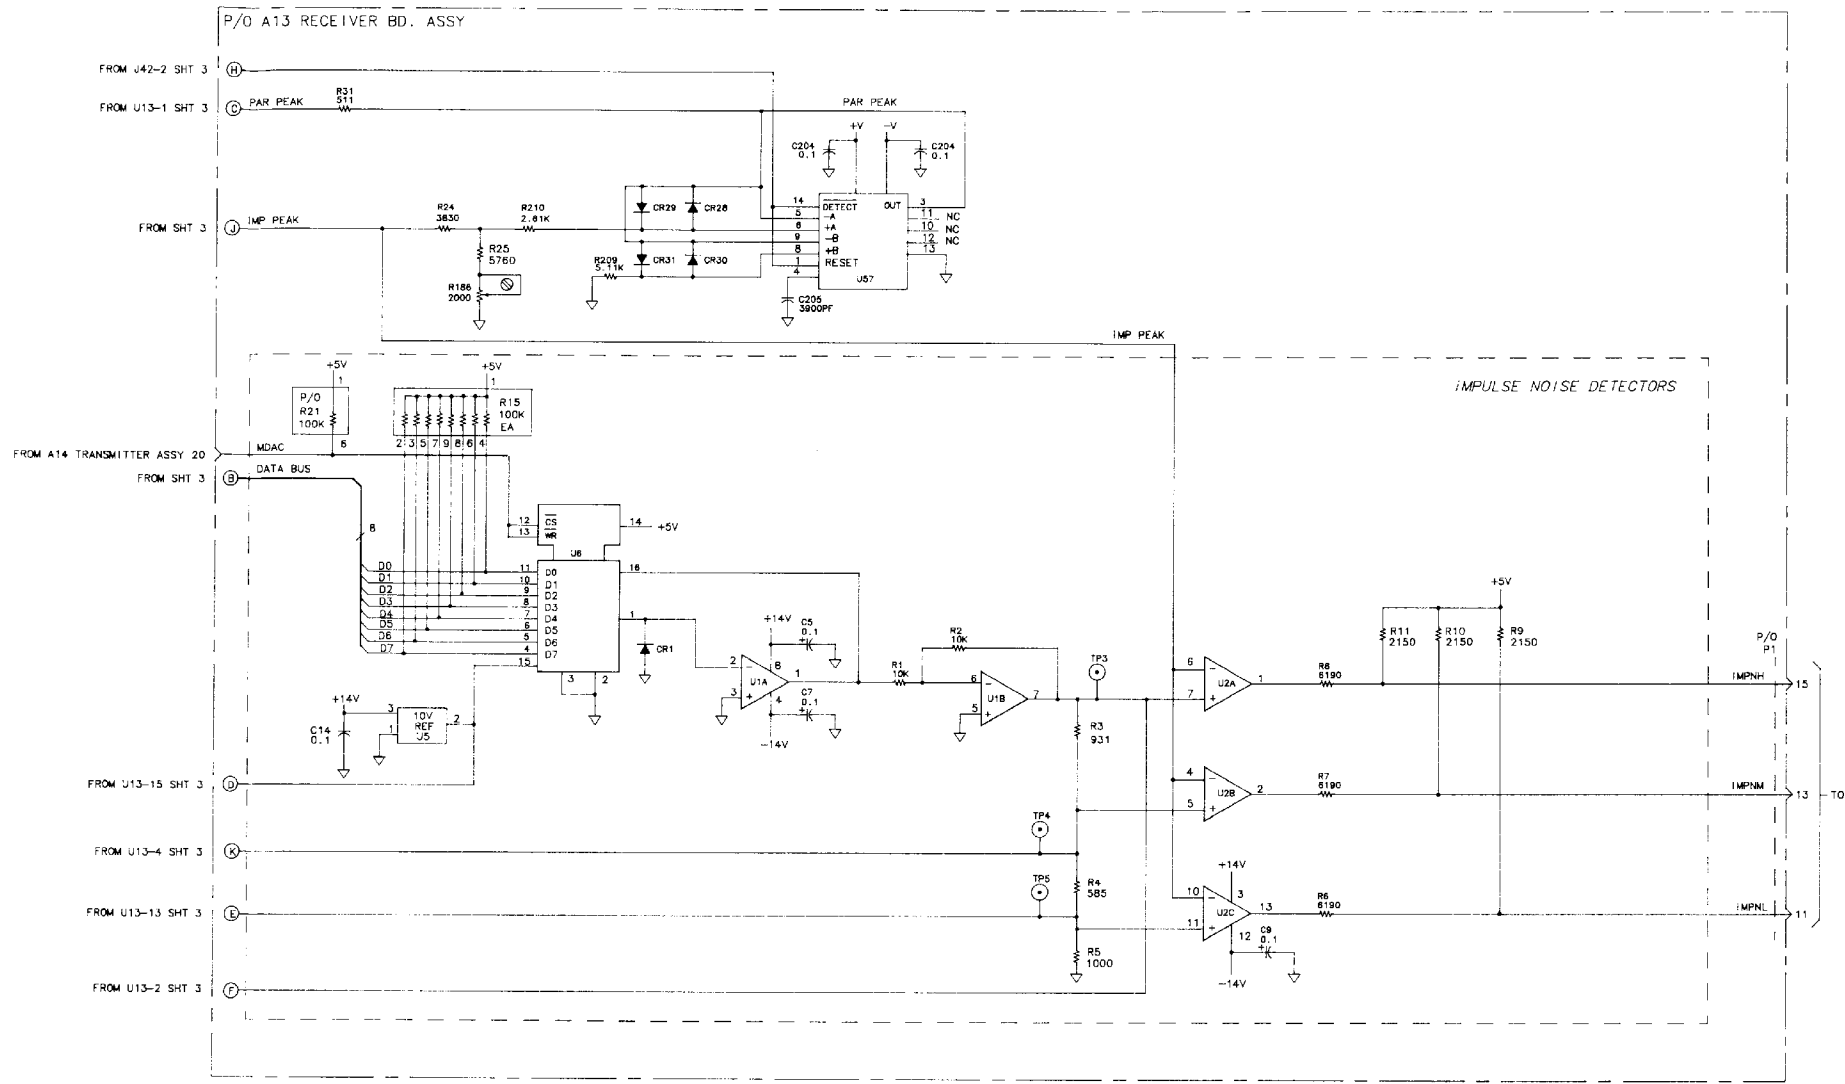 P/O A13 RECEIVER BD. ASSY
FROM J42-2 SHT 3 H
FROM U13-1 SHT 3 C PAR PEAK
R31
511
PAR PEAK
+V -V
C204
0.1
C204
0.1
FROM SHT 3 J IMP PEAK
R24
3830
R210
2.61K
R25
5760
R186
2000
CR29 CR28
CR31 CR30
R209
5.11K
14 DETECT OUT 3
5 -A 11 NC
6 +A 10 NC
9 -B 12 NC
8 +B 13
1 RESET
4
U57
C205
3900PF
IMP PEAK
IMPULSE NOISE DETECTORS
+5V
1
P/O
R21
100K
6
+5V
1
R15
100K
EA
2 3 5 7 9 8 6 4
FROM A14 TRANSMITTER ASSY 20 MDAC
FROM SHT 3 B DATA BUS
8
12 CS 14 +5V
13 WR
U6
D0 11 D0 16
D1 10 D1
D2 9 D2
D3 8 D3
D4 7 D4 1
D5 6 D5
D6 5 D6
D7 4 D7
15
3 2
CR1
+14V
C5
0.1
2 8
U1A 1
3 4
C7
0.1
-14V
R1
10K
R2
10K
6
U1B 7
5
TP3
R3
931
+14V
C14
0.1
3 10V
REF
U5 2
1
FROM U13-15 SHT 3 D
TP4
FROM U13-4 SHT 3 K
TP5
R4
585
FROM U13-13 SHT 3 E
R5
1000
FROM U13-2 SHT 3 F
6
U2A 1
7
R8
6190
4
U2B 2
5
R7
6190
+14V
10 3
U2C 13
11 12
R6
6190
C9
0.1
-14V
+5V
R11
2150
R10
2150
R9
2150
P/O
P1
IMPNH 15
IMPNM 13
IMPNL 11
TO